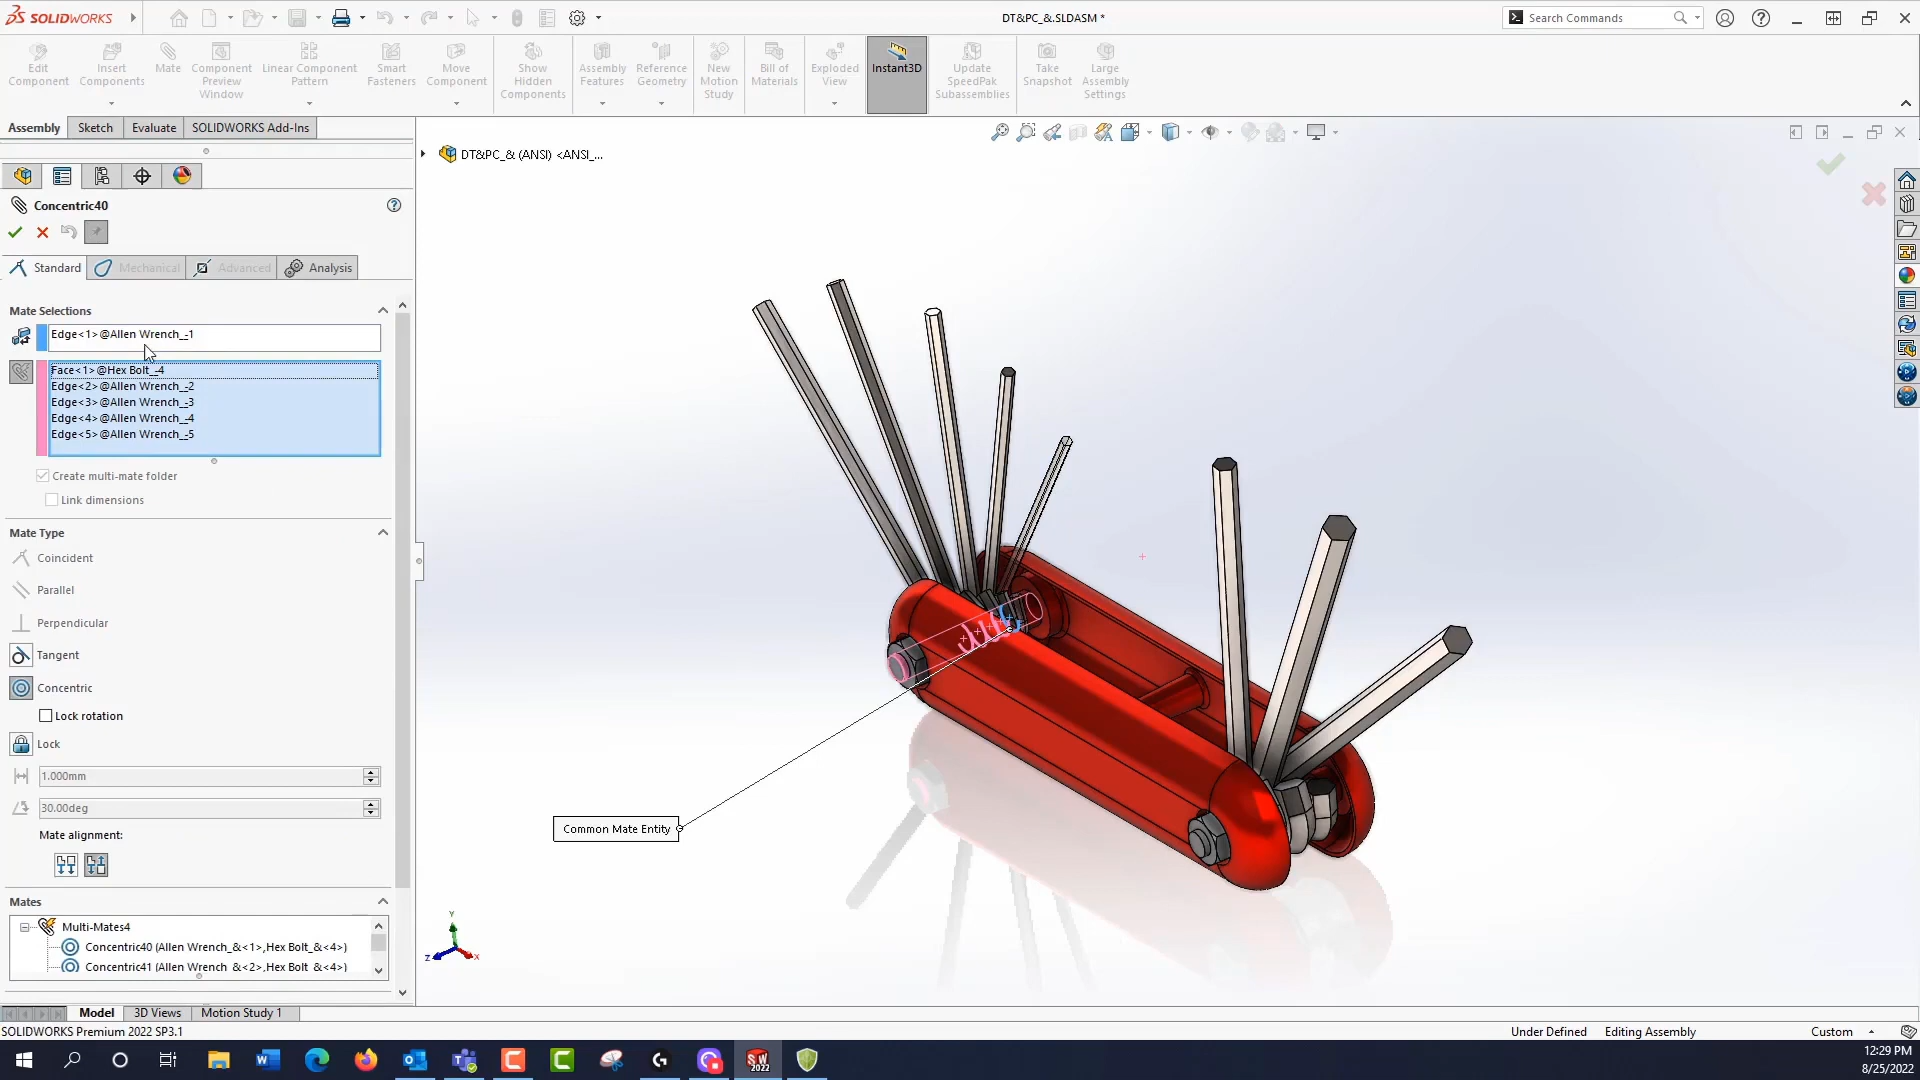 SOLIDWORKS
DT&PC_&.SLDASM *
Search Commands
Edit Component
Insert Components
Mate
Component Preview Window
Linear Component Pattern
Smart Fasteners
Move Component
Show Hidden Components
Assembly Features
Reference Geometry
New Motion Study
Bill of Materials
Exploded View
Instant3D
Update SpeedPak Subassemblies
Take Snapshot
Large Assembly Settings
Assembly
Sketch
Evaluate
SOLIDWORKS Add-Ins
DT&PC_& (ANSI) <ANSI_...
Concentric40
Standard
Mechanical
Advanced
Analysis
Mate Selections
Edge<1>@Allen Wrench_-1
Face<1>@Hex Bolt_-4
Edge<2>@Allen Wrench_-2
Edge<3>@Allen Wrench_-3
Edge<4>@Allen Wrench_-4
Edge<5>@Allen Wrench_-5
Create multi-mate folder
Link dimensions
Mate Type
Coincident
Parallel
Perpendicular
Tangent
Concentric
Lock rotation
Lock
1.000mm
30.00deg
Mate alignment:
Common Mate Entity
Mates
Multi-Mates4
Concentric40 (Allen Wrench_&<1>,Hex Bolt_&<4>)
Concentric41 (Allen Wrench_&<2>,Hex Bolt_&<4>)
Y
Z
X
Model
3D Views
Motion Study 1
SOLIDWORKS Premium 2022 SP3.1
Under Defined
Editing Assembly
Custom
SW 2022
12:29 PM
8/25/2022